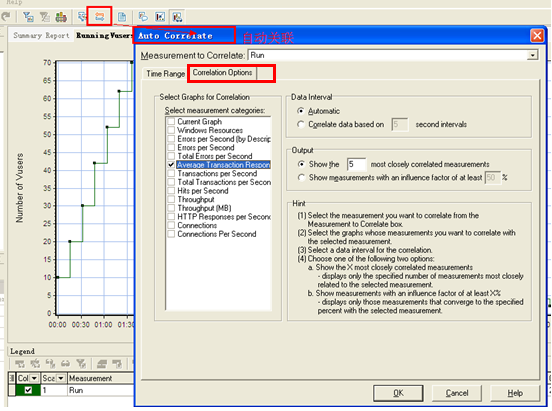 Help
Summary Report
Running Vusers
Auto Correlate
自动关联
Measurement to Correlate:
Run
Time Range
Correlation Options
Select Graphs for Correlation
Select measurement categories:
Current Graph
Windows Resources
Errors per Second (by Descrip
Errors per Second
Total Errors per Second
Average Transaction Respon
Transactions per Second
Total Transactions per Second
Hits per Second
Throughput
Throughput (MB)
HTTP Responses per Second
Connections
Connections Per Second
Data Interval
Automatic
Correlate data based on 5 second intervals
Output
Show the 5 most closely correlated measurements
Show measurements with an influence factor of at least 50 %
Hint
(1) Select the measurement you want to correlate from the
Measurement to Correlate box.
(2) Select the graphs whose measurements you want to correlate with
the selected measurement.
(3) Select a data interval for the correlation.
(4) Choose one of the following two options:
a. Show the X most closely correlated measurements
- displays only the specified number of measurements most closely
related to the selected measurement.
b. Show measurements with an influence factor of at least X%
- displays only those measurements that converge to the specified
percent with the selected measurement.
OK
Cancel
Help
Number of Vusers
70
60
50
40
30
20
10
0
00:00
00:30
01:00
01:30
Legend
Col
Sca
Measurement
1
Run